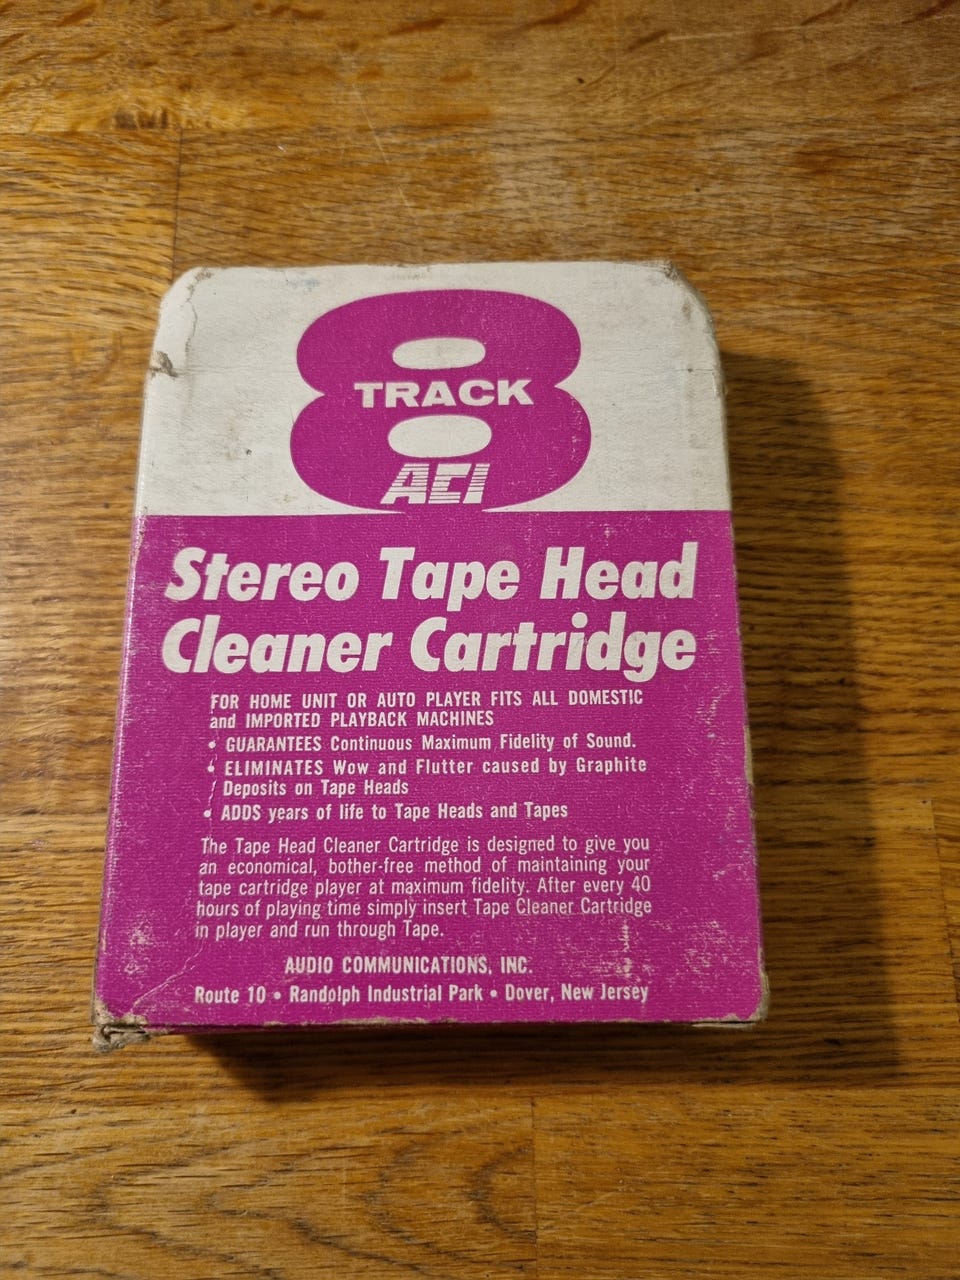 8
TRACK
ACI
Stereo Tape Head
Cleaner Cartridge
FOR HOME UNIT OR AUTO PLAYER FITS ALL DOMESTIC
and IMPORTED PLAYBACK MACHINES
• GUARANTEES Continuous Maximum Fidelity of Sound.
• ELIMINATES Wow and Flutter caused by Graphite
Deposits on Tape Heads
• ADDS years of life to Tape Heads and Tapes
The Tape Head Cleaner Cartridge is designed to give you
an economical, bother-free method of maintaining your
tape cartridge player at maximum fidelity. After every 40
hours of playing time simply insert Tape Cleaner Cartridge
in player and run through Tape.
AUDIO COMMUNICATIONS, INC.
Route 10 • Randolph Industrial Park • Dover, New Jersey